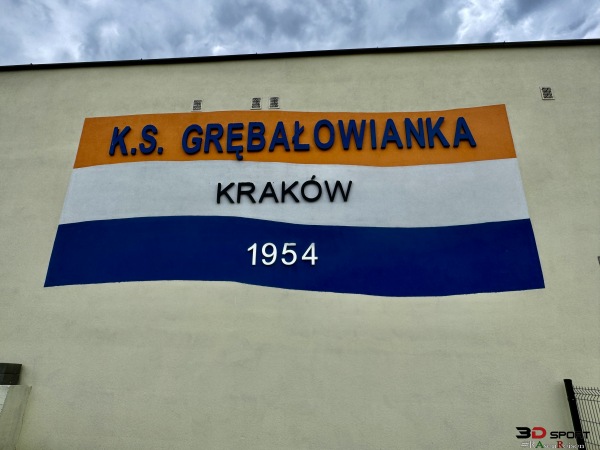 K.S. GRĘBAŁOWIANKA
KRAKÓW
1954
3D SPORT